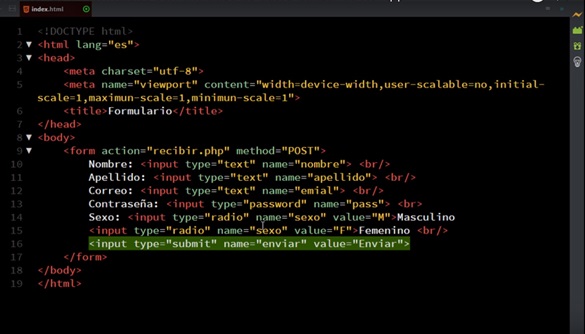 index.html
1 <!DOCTYPE html>
2 <html lang="es">
3 <head>
4 <meta charset="utf-8">
5 <meta name="viewport" content="width=device-width,user-scalable=no,initial-
scale=1,maximun-scale=1,minimun-scale=1">
6 <title>Formulario</title>
7 </head>
8 <body>
9 <form action="recibir.php" method="POST">
10 Nombre: <input type="text" name="nombre"> <br/>
11 Apellido: <input type="text" name="apellido"> <br/>
12 Correo: <input type="text" name="emial"> <br/>
13 Contraseña: <input type="password" name="pass"> <br/>
14 Sexo: <input type="radio" name="sexo" value="M">Masculino
15 <input type="radio" name="sexo" value="F">Femenino <br/>
16 <input type="submit" name="enviar" value="Enviar">
17 </form>
18 </body>
19 </html>